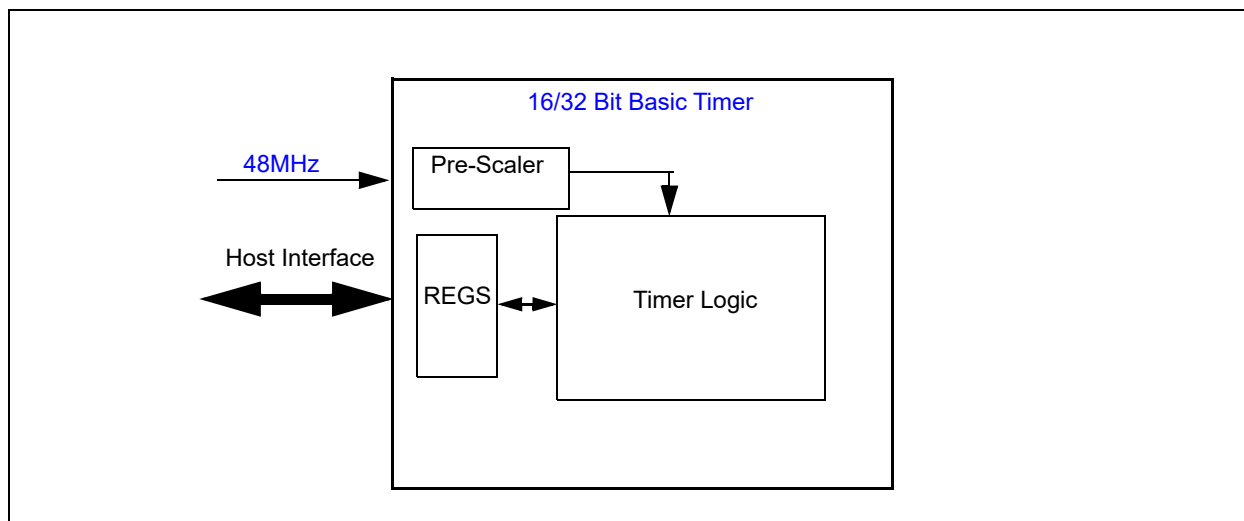 16/32 Bit Basic Timer
48MHz
Pre-Scaler
Host Interface
REGS
Timer Logic